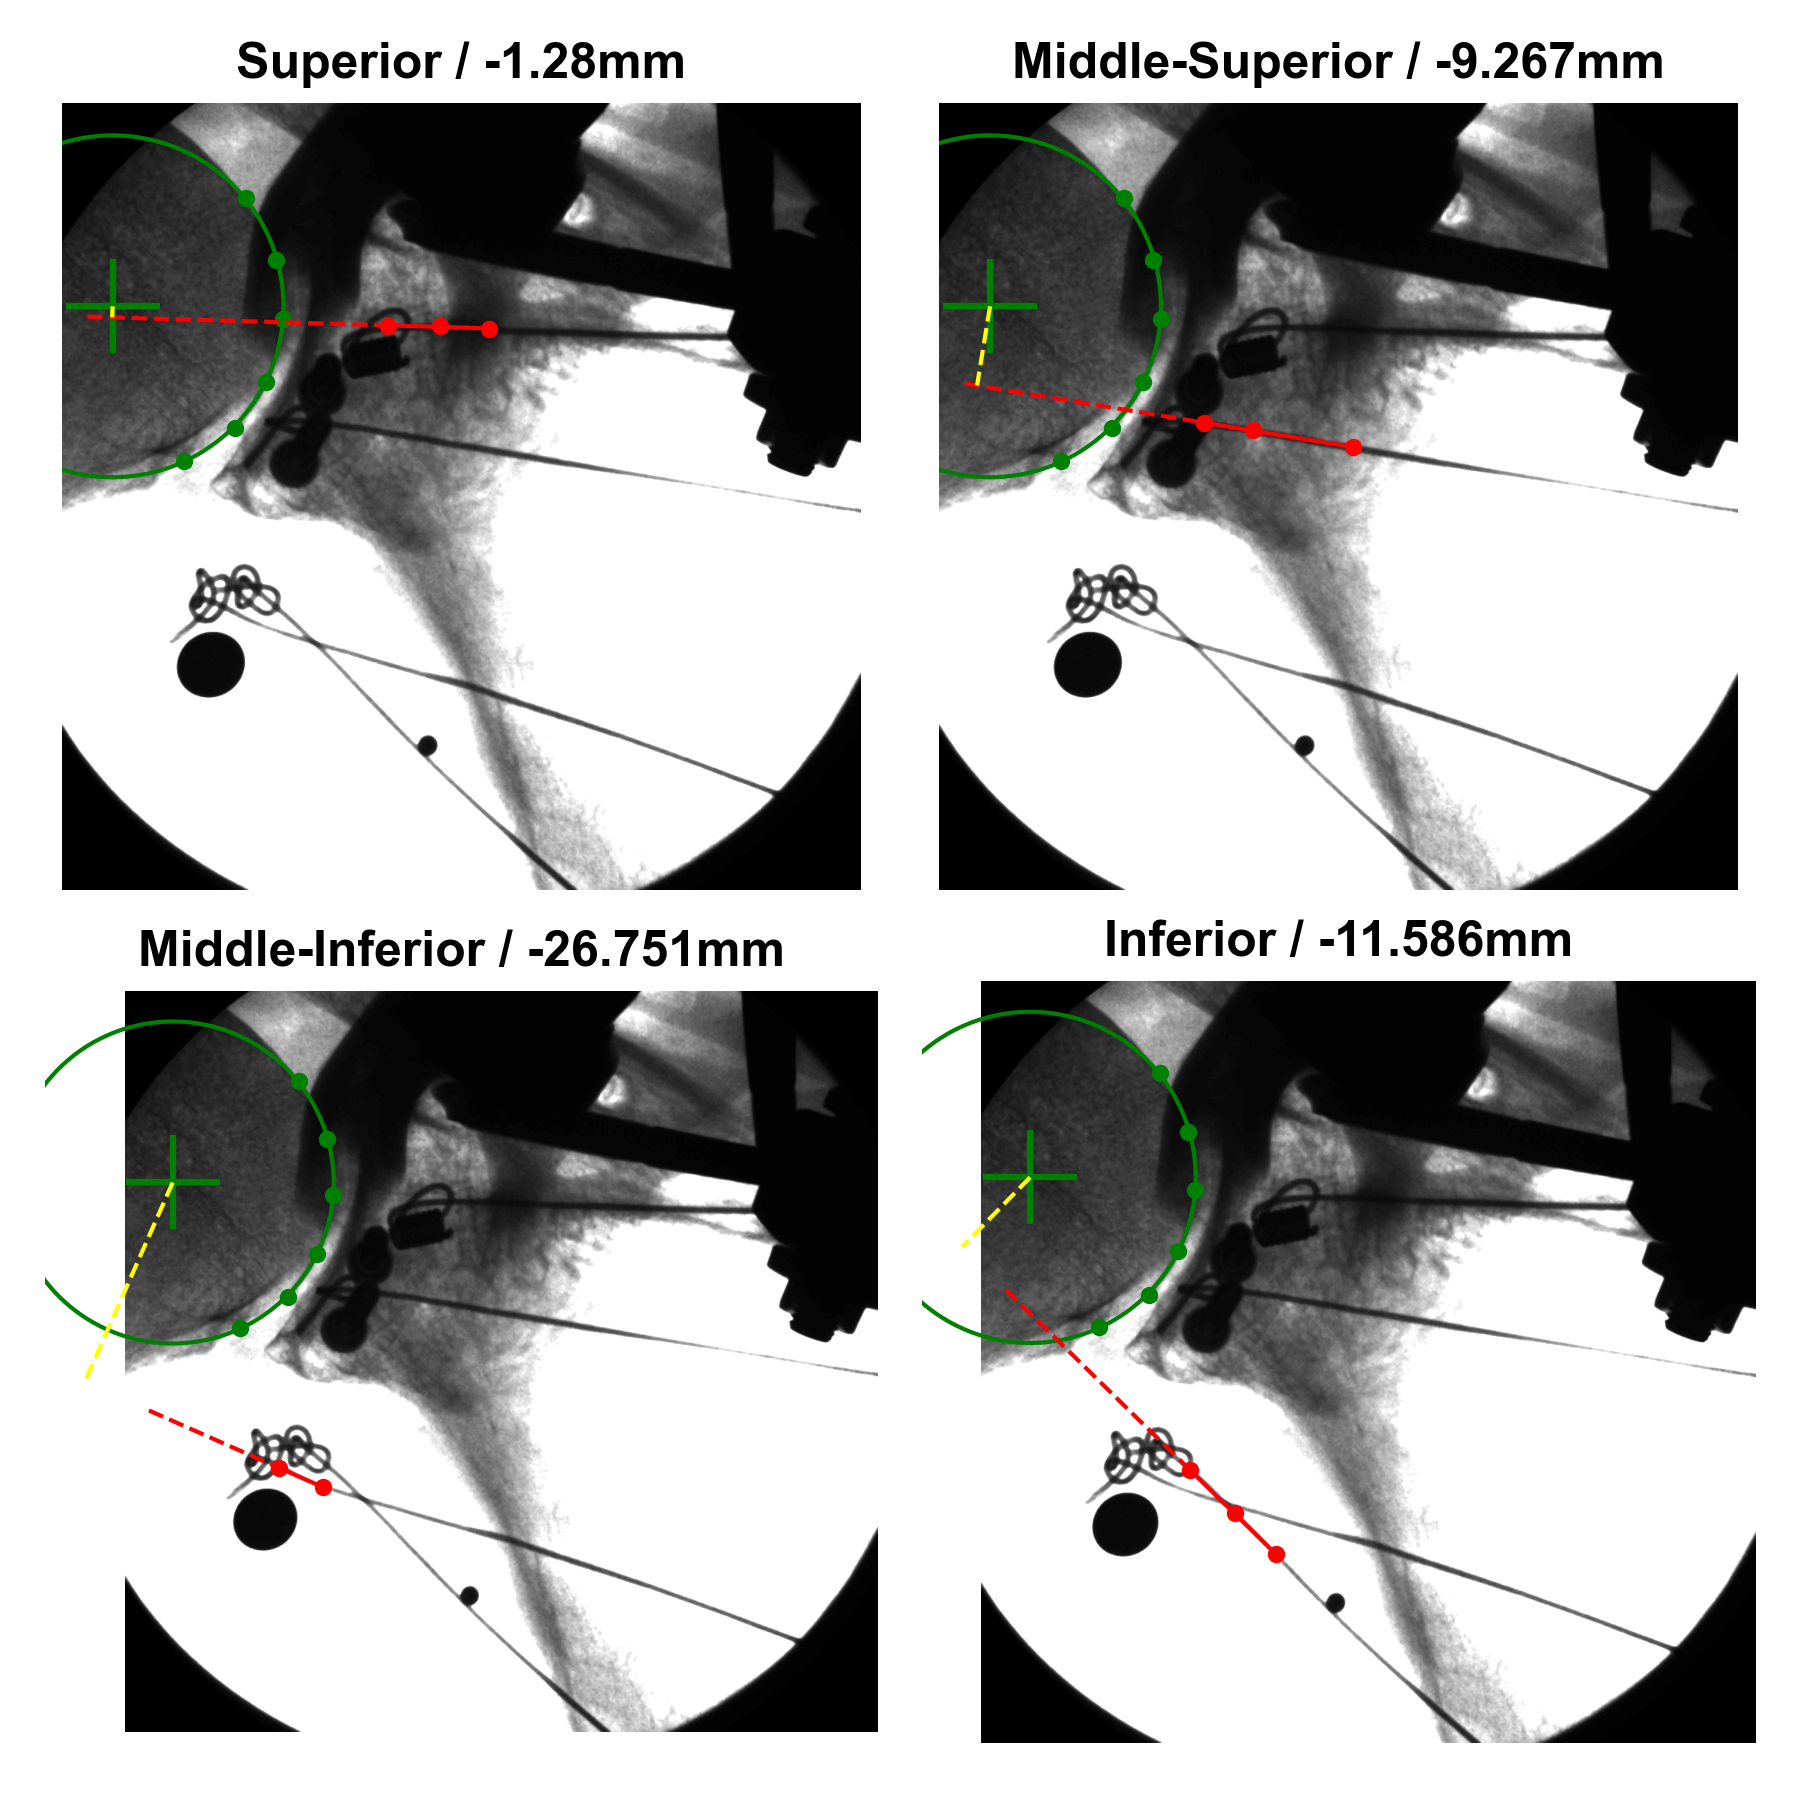 Superior / -1.28mm
Middle-Superior / -9.267mm
Middle-Inferior / -26.751mm
Inferior / -11.586mm